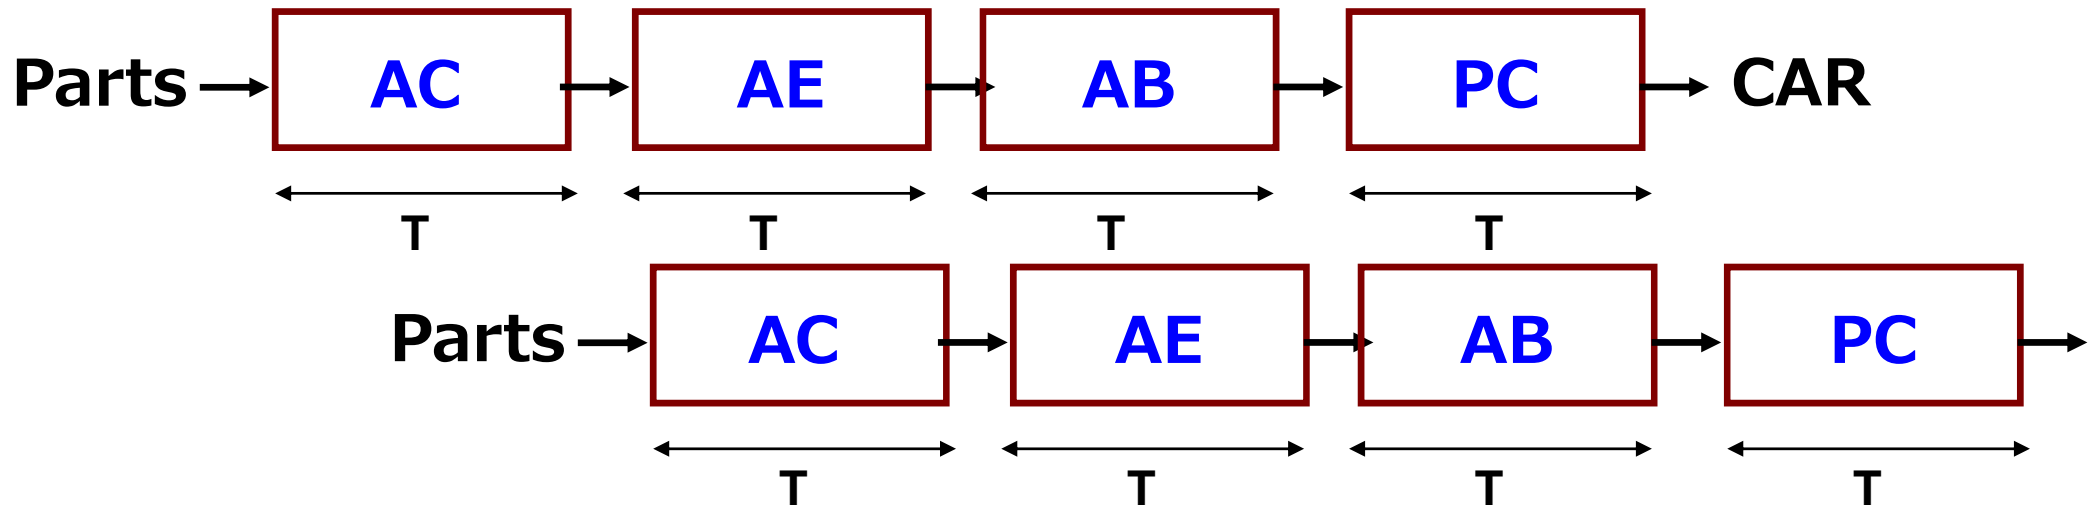 Parts AC AE AB PC CAR
T T T T
Parts AC AE AB PC
T T T T